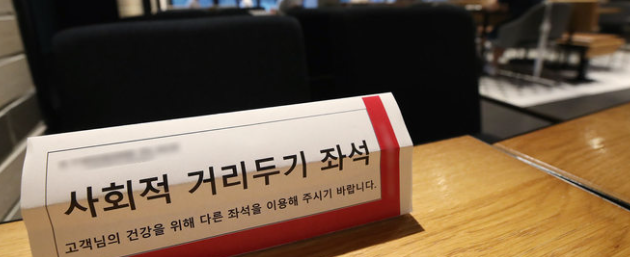 사회적 거리두기 좌석
고객님의 건강을 위해 다른 좌석을 이용해 주시기 바랍니다.